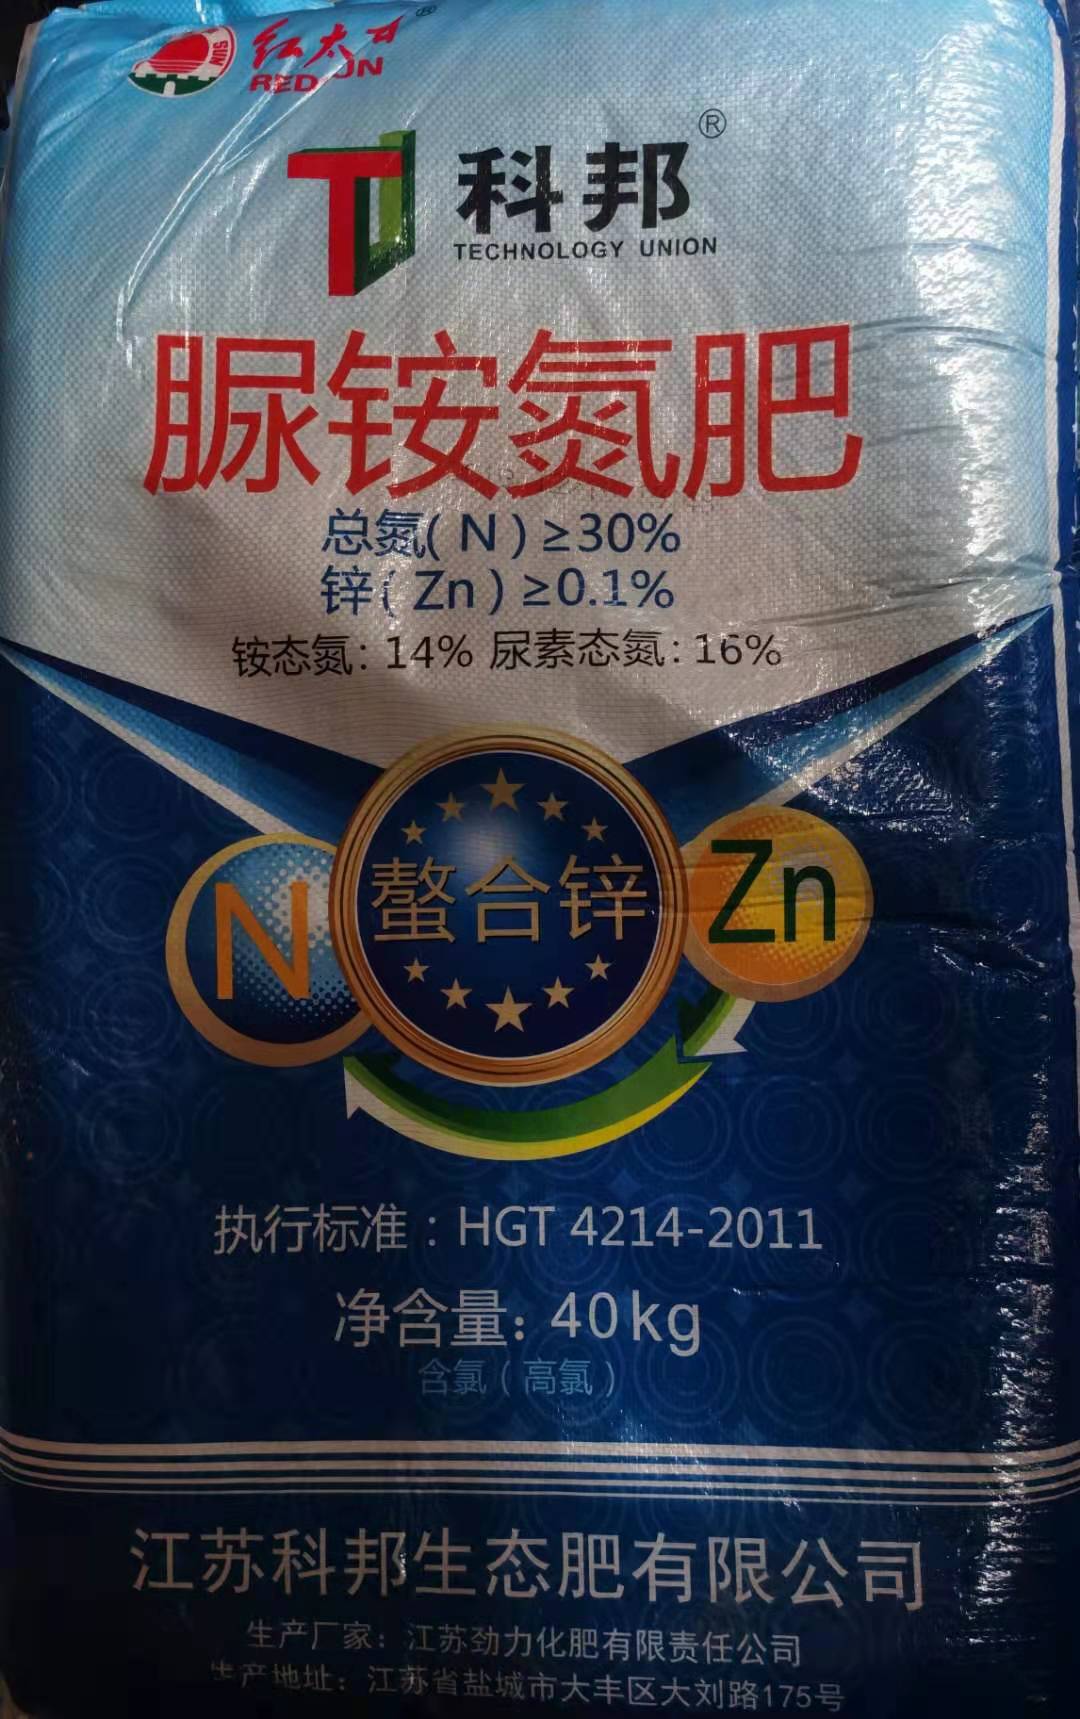 SUN
红太日®
RED SUN
科邦®
TECHNOLOGY UNION
脲铵氮肥
总氮(N)≥30%
锌(Zn)≥0.1%
铵态氮:14% 尿素态氮:16%
N
螯合锌
Zn
执行标准:HGT 4214-2011
净含量:40kg
含氯(高氯)
江苏科邦生态肥有限公司
生产厂家:江苏劲力化肥有限责任公司
生产地址:江苏省盐城市大丰区大刘路175号